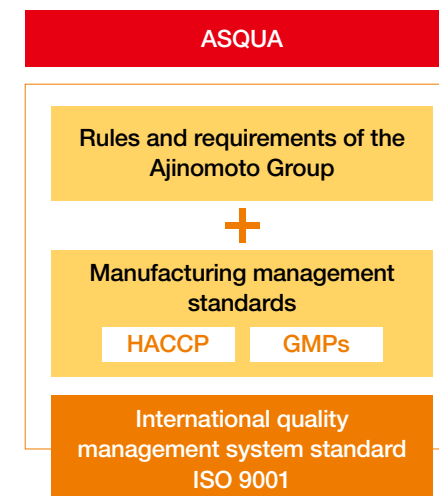 ASQUA
Rules and requirements of the
Ajinomoto Group
+
Manufacturing management
standards
HACCP GMPs
International quality
management system standard
ISO 9001